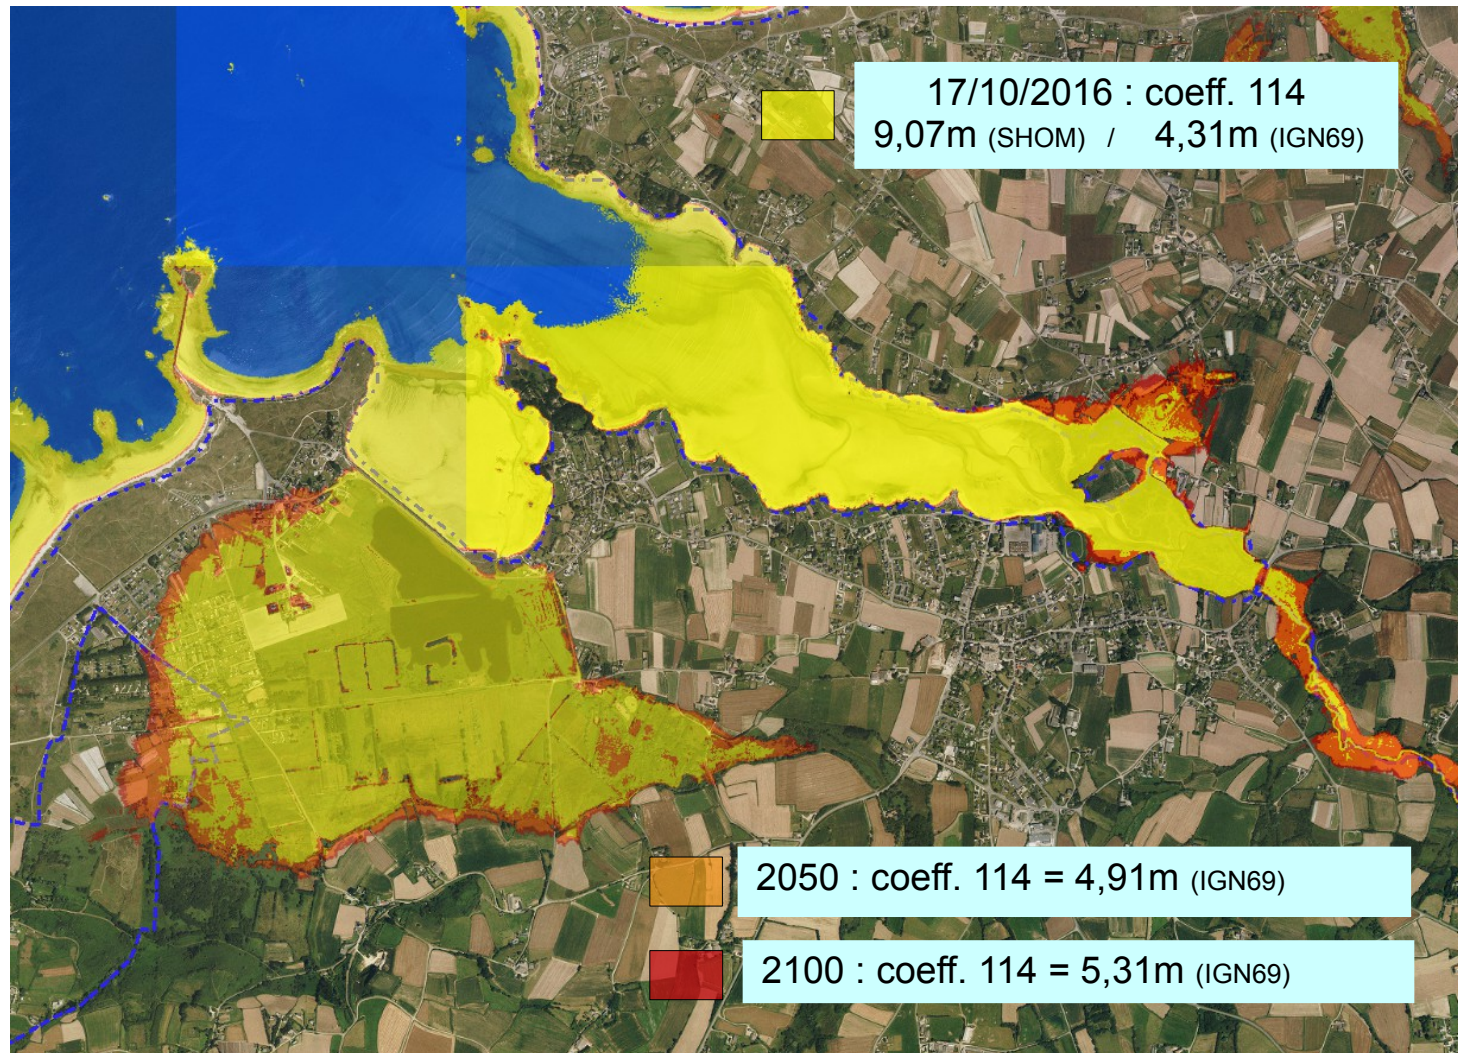 17/10/2016 : coeff. 114
9,07m (SHOM) / 4,31m (IGN69)
2050 : coeff. 114 = 4,91m (IGN69)
2100 : coeff. 114 = 5,31m (IGN69)